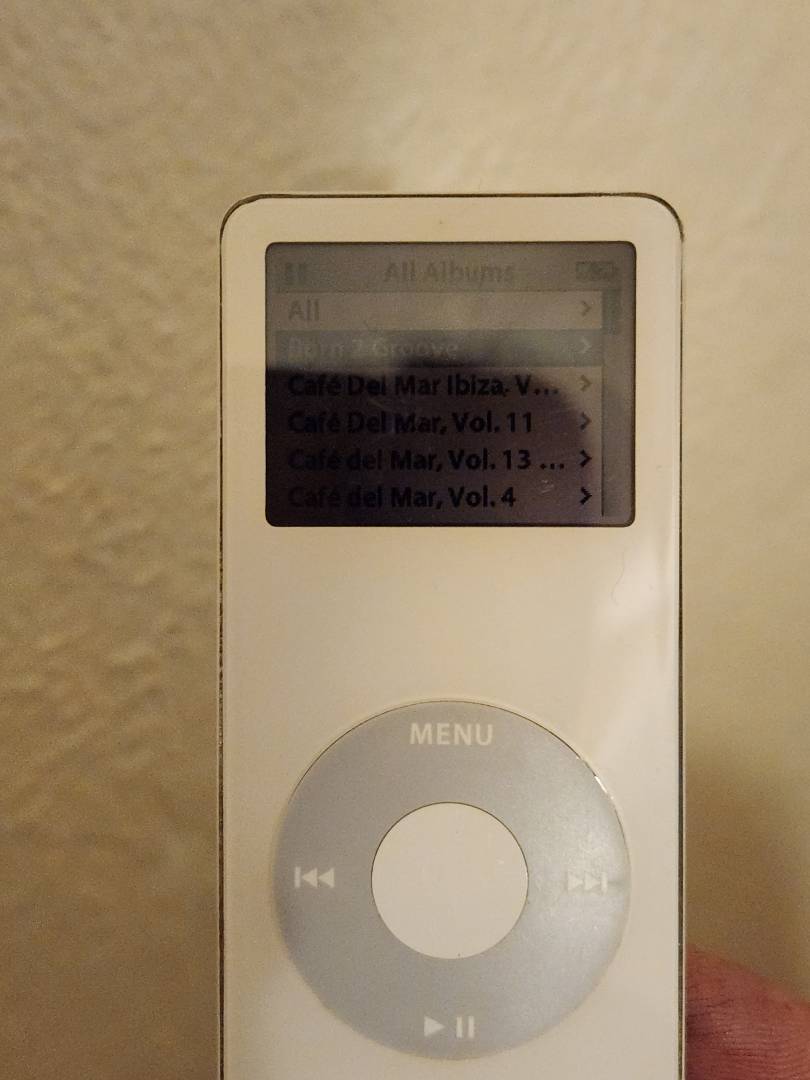 All Albums
All
Born 2 Groove
Café Del Mar Ibiza, V...
Café Del Mar, Vol. 11
Café del Mar, Vol. 13 ...
Café del Mar, Vol. 4
MENU